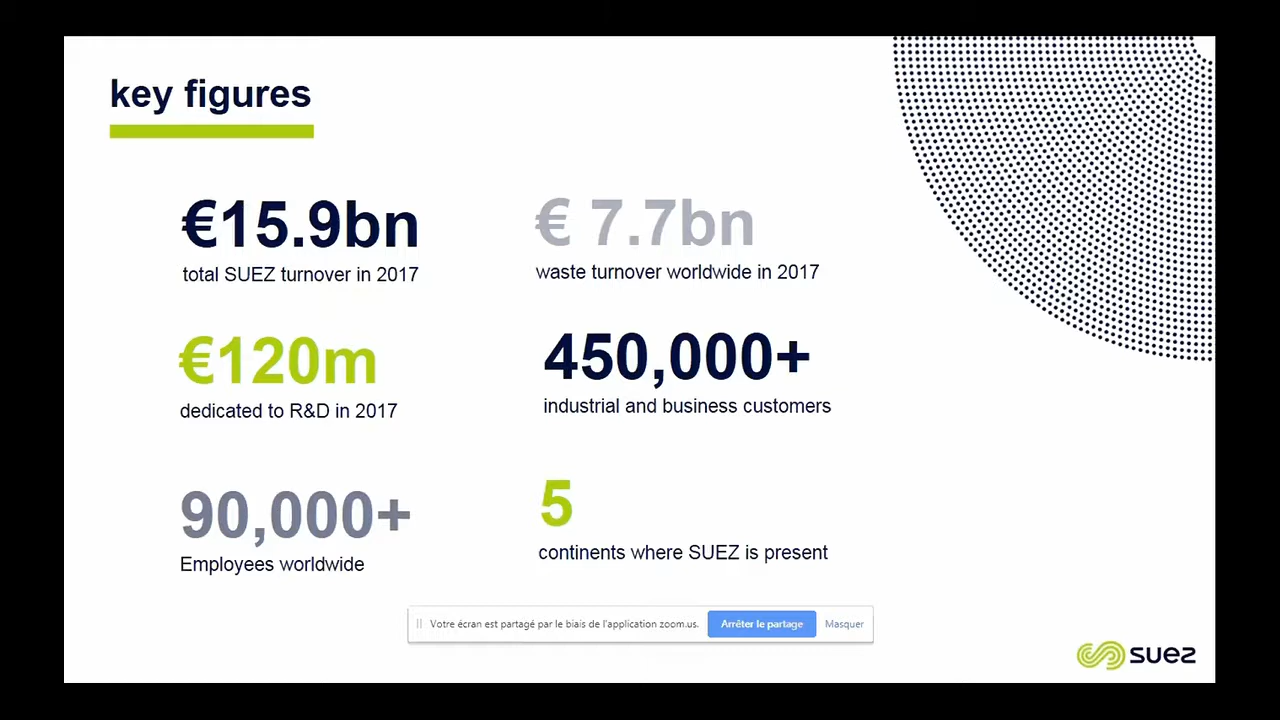 key figures
€15.9bn
total SUEZ turnover in 2017
€ 7.7bn
waste turnover worldwide in 2017
€120m
dedicated to R&D in 2017
450,000+
industrial and business customers
90,000+
Employees worldwide
5
continents where SUEZ is present
Votre écran est partagé par le biais de l'application zoom.us.
Arrêter le partage
Masquer
suez